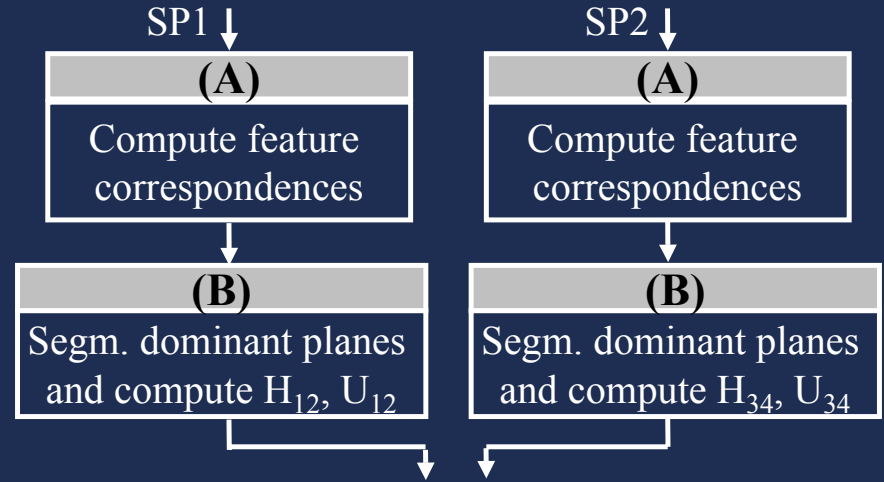 SP1
(A)
Compute feature
correspondences
(B)
Segm. dominant planes
and compute H₁₂, U₁₂
SP2
(A)
Compute feature
correspondences
(B)
Segm. dominant planes
and compute H₃₄, U₃₄